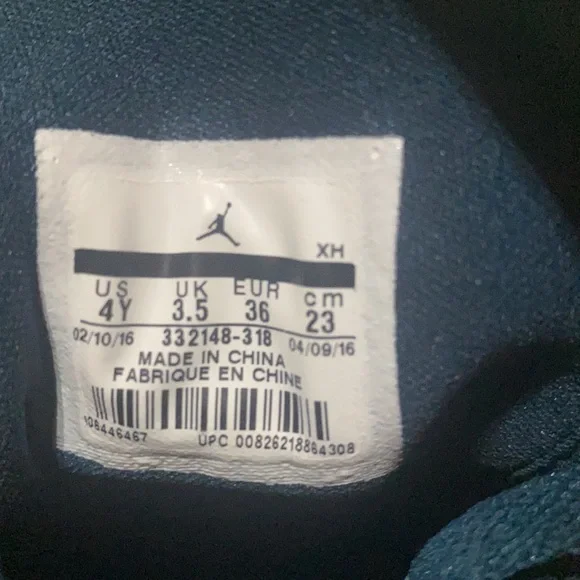 XH
US UK EUR cm
4Y 3.5 36 23
02/10/16 332148-318 04/09/16
MADE IN CHINA
FABRIQUE EN CHINE
UPC 00826218864308